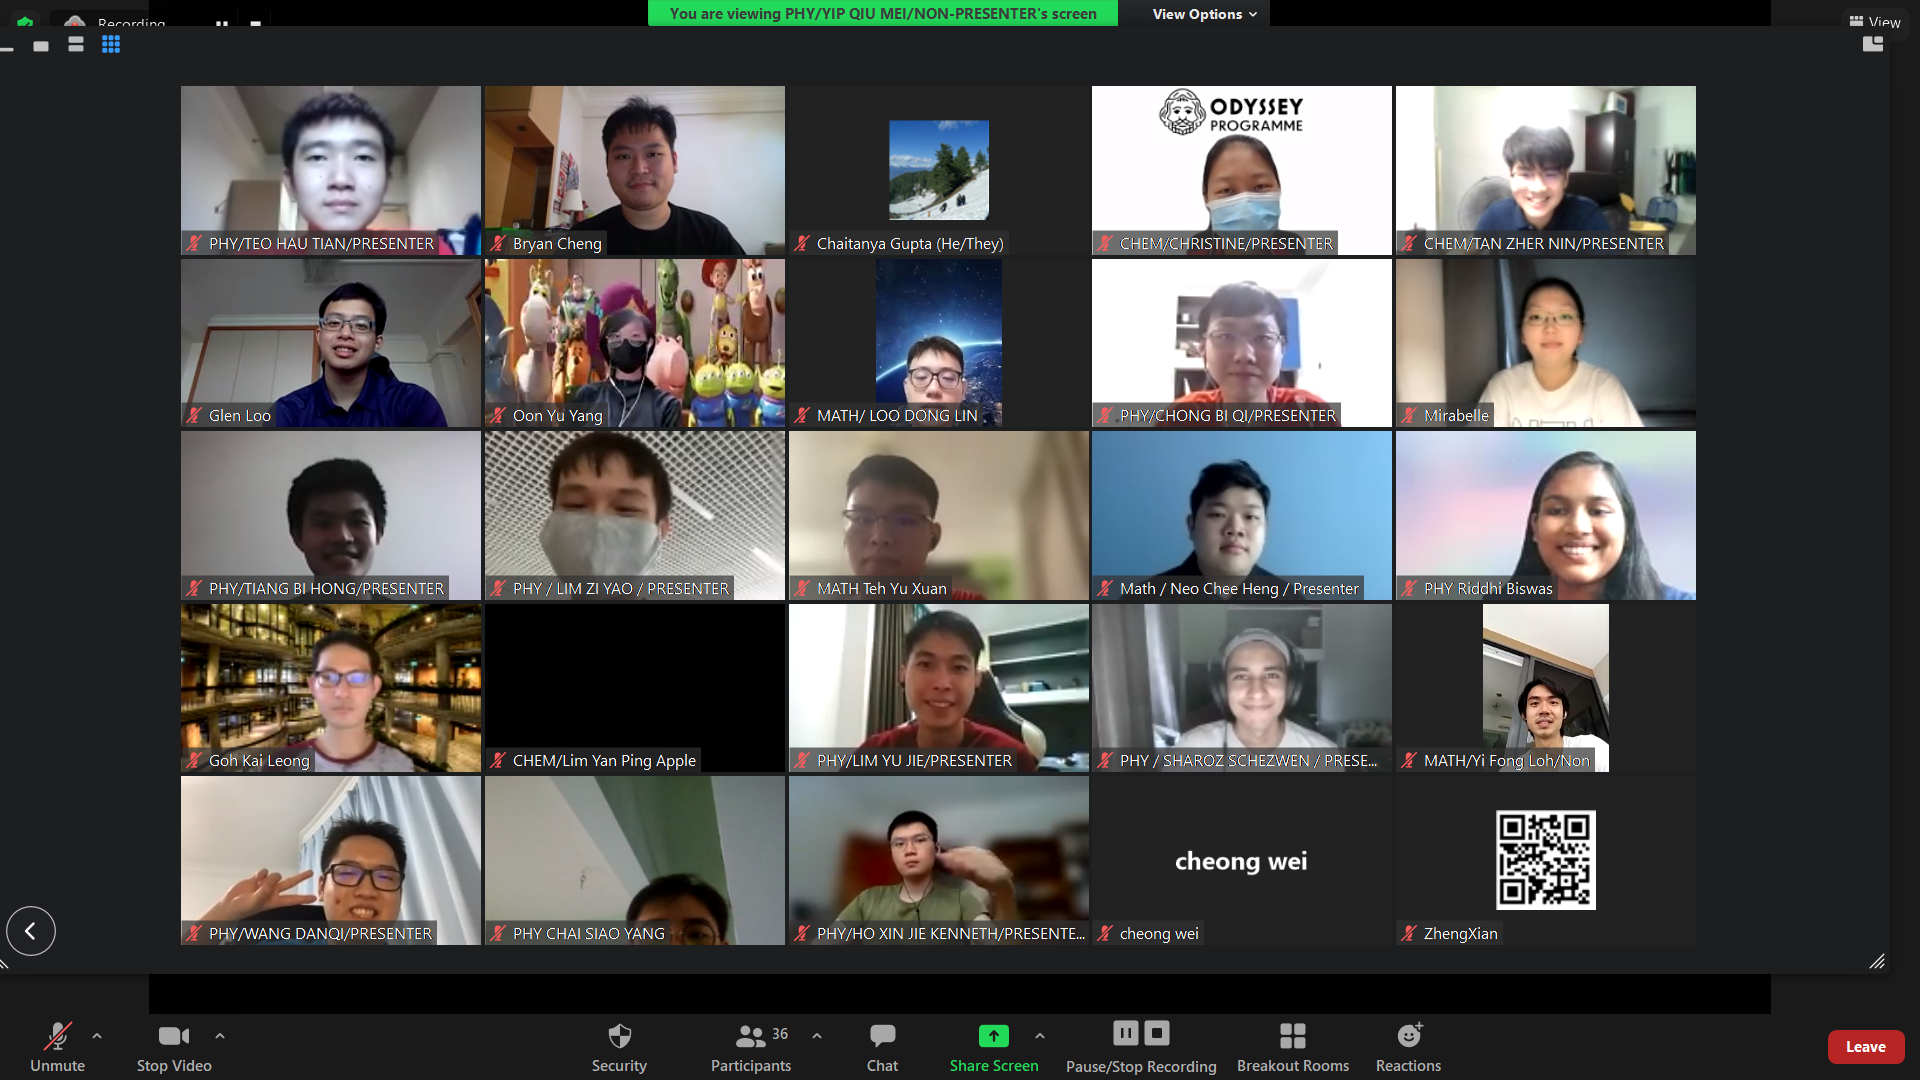 Recording
You are viewing PHY/YIP QIU MEI/NON-PRESENTER's screen
View Options
View
ODYSSEY
PROGRAMME
PHY/TEO HAU TIAN/PRESENTER
Bryan Cheng
Chaitanya Gupta (He/They)
CHEM/CHRISTINE/PRESENTER
CHEM/TAN ZHER NIN/PRESENTER
Glen Loo
Oon Yu Yang
MATH/ LOO DONG LIN
PHY/CHONG BI QI/PRESENTER
Mirabelle
PHY/TIANG BI HONG/PRESENTER
PHY / LIM ZI YAO / PRESENTER
MATH Teh Yu Xuan
Math / Neo Chee Heng / Presenter
PHY Riddhi Biswas
Goh Kai Leong
CHEM/Lim Yan Ping Apple
PHY/LIM YU JIE/PRESENTER
PHY / SHAROZ SCHEZWEN / PRESE...
MATH/Yi Fong Loh/Non
cheong wei
PHY/WANG DANQI/PRESENTER
PHY CHAI SIAO YANG
PHY/HO XIN JIE KENNETH/PRESENTE...
cheong wei
ZhengXian
Unmute
Stop Video
Security
36
Participants
Chat
Share Screen
Pause/Stop Recording
Breakout Rooms
Reactions
Leave